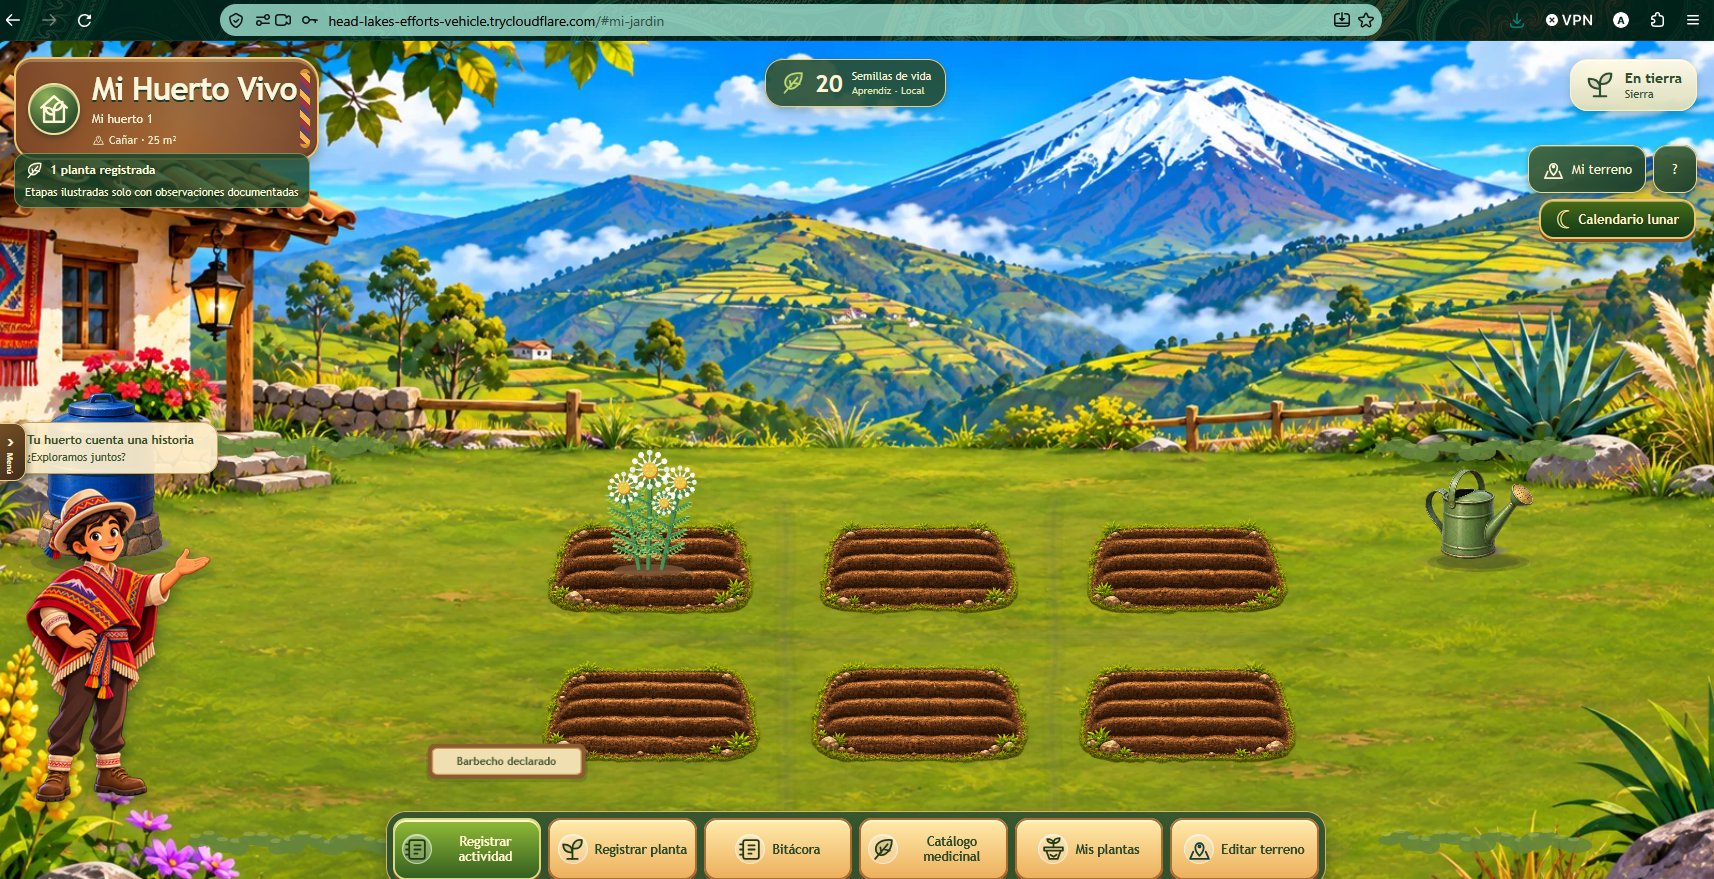 head-lakes-efforts-vehicle.trycloudflare.com/#mi-jardin
VPN
A
Mi Huerto Vivo
Mi huerto 1
Cañar · 25 m²
1 planta registrada
Etapas ilustradas solo con observaciones documentadas
20
Semillas de vida
Aprendíz · Local
En tierra
Sierra
Mi terreno
?
Calendario lunar
Menú
Tu huerto cuenta una historia
¿Exploramos juntos?
Barbecho declarado
Registrar
actividad
Registrar planta
Bitácora
Catálogo
medicinal
Mis plantas
Editar terreno